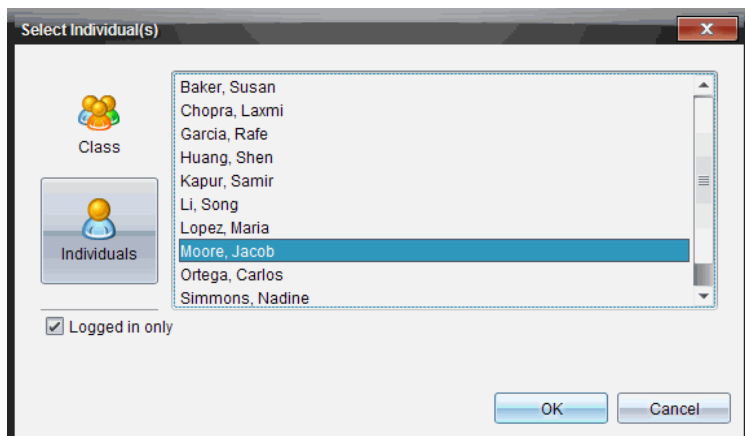 Select Individual(s)
Class
Individuals
Logged in only
Baker, Susan
Chopra, Laxmi
Garcia, Rafe
Huang, Shen
Kapur, Samir
Li, Song
Lopez, Maria
Moore, Jacob
Ortega, Carlos
Simmons, Nadine
OK
Cancel